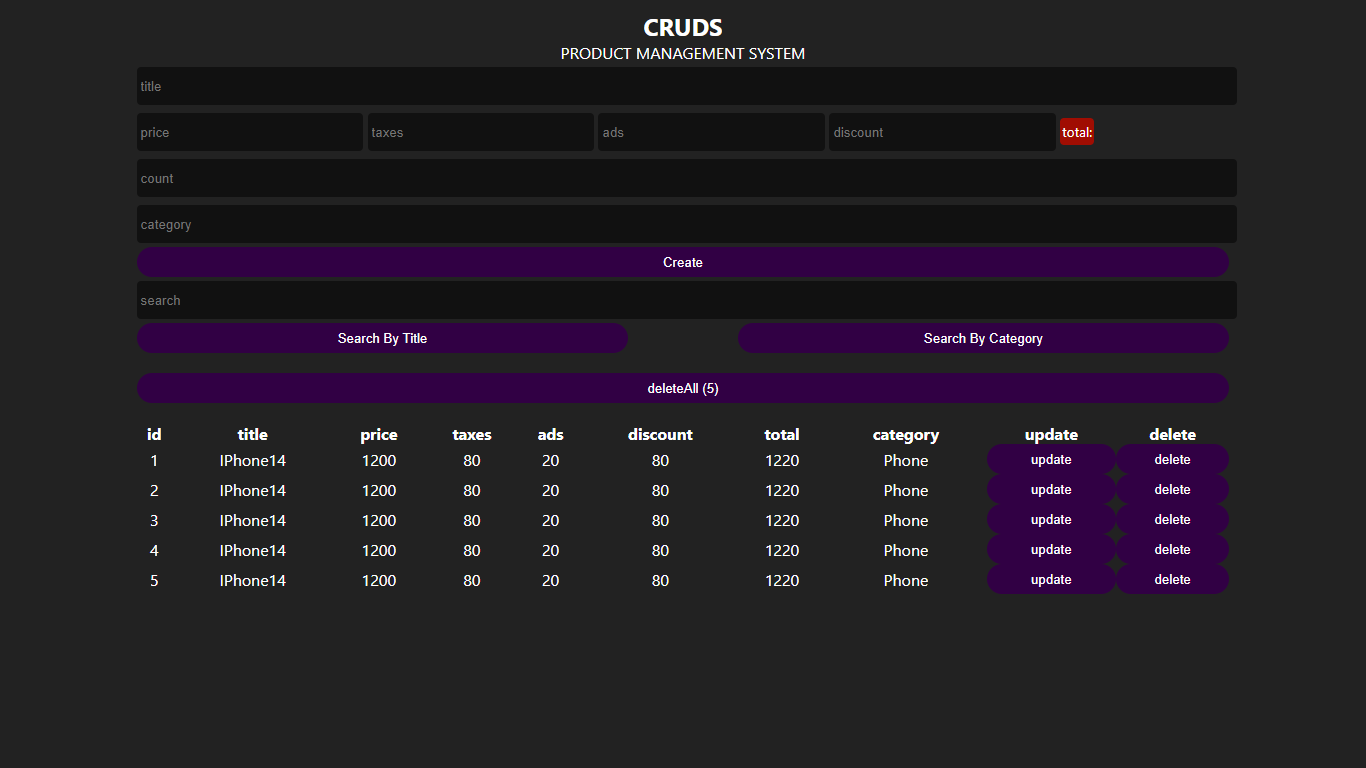 CRUDS
PRODUCT MANAGEMENT SYSTEM
title
price taxes ads discount total:
count
category
Create
search
Search By Title Search By Category
deleteAll (5)
id title price taxes ads discount total category update delete
1 IPhone14 1200 80 20 80 1220 Phone update delete
2 IPhone14 1200 80 20 80 1220 Phone update delete
3 IPhone14 1200 80 20 80 1220 Phone update delete
4 IPhone14 1200 80 20 80 1220 Phone update delete
5 IPhone14 1200 80 20 80 1220 Phone update delete